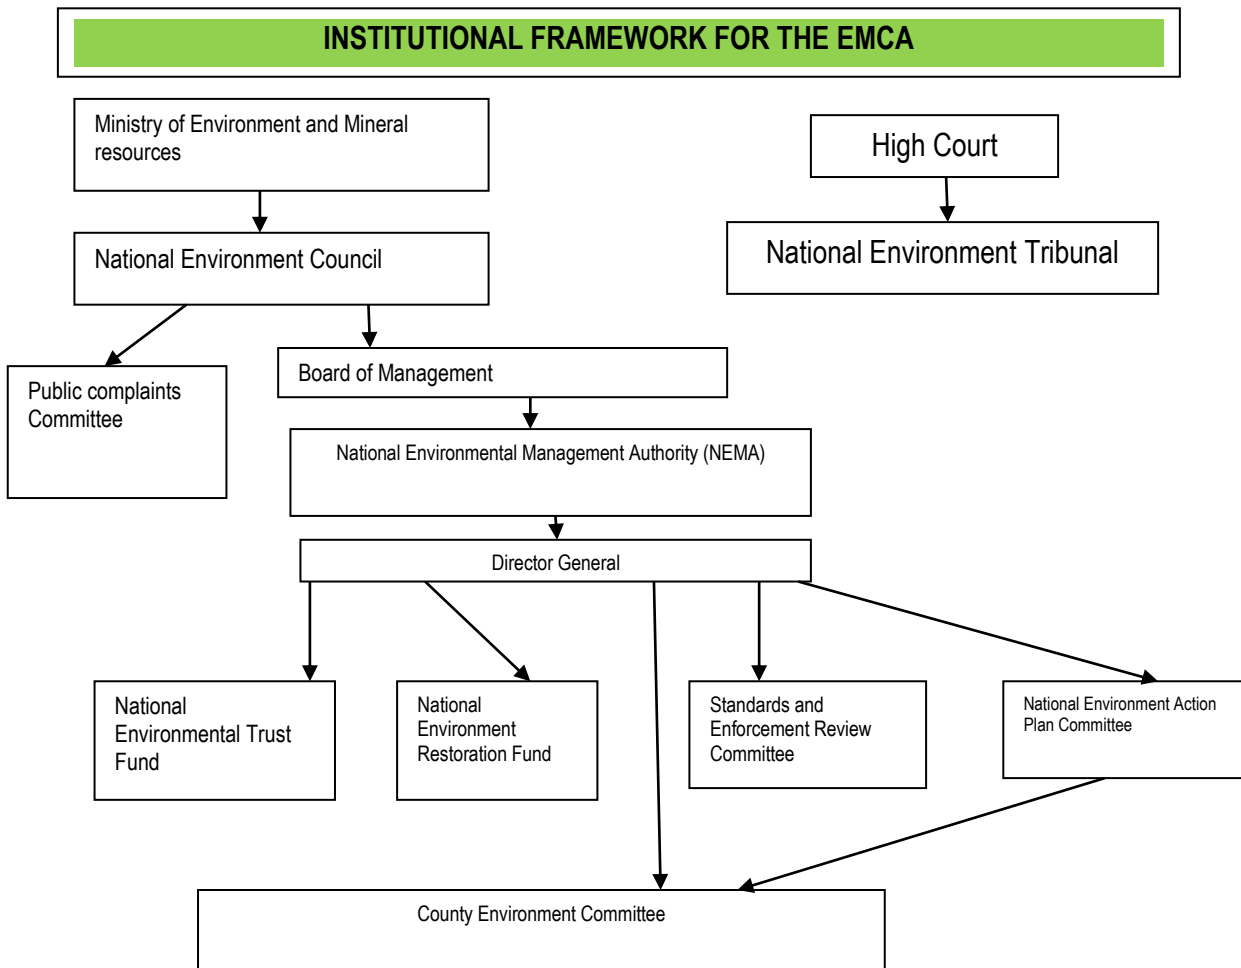 INSTITUTIONAL FRAMEWORK FOR THE EMCA
Ministry of Environment and Mineral
resources
High Court
National Environment Council
National Environment Tribunal
Public complaints
Committee
Board of Management
National Environmental Management Authority (NEMA)
Director General
National
Environmental Trust
Fund
National
Environment
Restoration Fund
Standards and
Enforcement Review
Committee
National Environment Action
Plan Committee
County Environment Committee